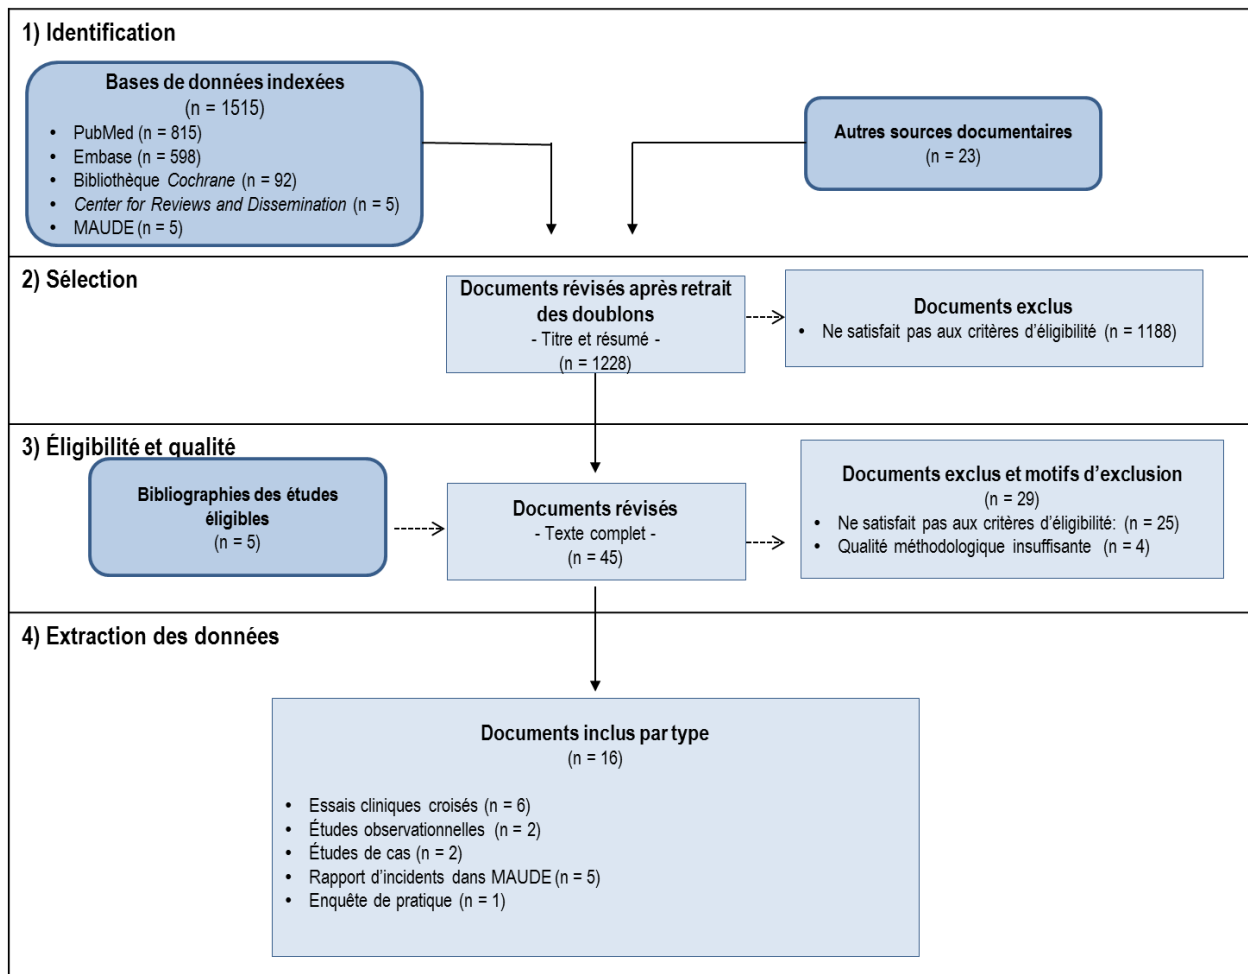 1) Identification
Bases de données indexées
(n = 1515)
• PubMed (n = 815)
• Embase (n = 598)
• Bibliothèque Cochrane (n = 92)
• Center for Reviews and Dissemination (n = 5)
• MAUDE (n = 5)
Autres sources documentaires
(n = 23)
2) Sélection
Documents révisés après retrait
des doublons
- Titre et résumé -
(n = 1228)
Documents exclus
• Ne satisfait pas aux critères d’éligibilité (n = 1188)
3) Éligibilité et qualité
Bibliographies des études
éligibles
(n = 5)
Documents révisés
- Texte complet -
(n = 45)
Documents exclus et motifs d’exclusion
(n = 29)
• Ne satisfait pas aux critères d’éligibilité: (n = 25)
• Qualité méthodologique insuffisante (n = 4)
4) Extraction des données
Documents inclus par type
(n = 16)
• Essais cliniques croisés (n = 6)
• Études observationnelles (n = 2)
• Études de cas (n = 2)
• Rapport d’incidents dans MAUDE (n = 5)
• Enquête de pratique (n = 1)